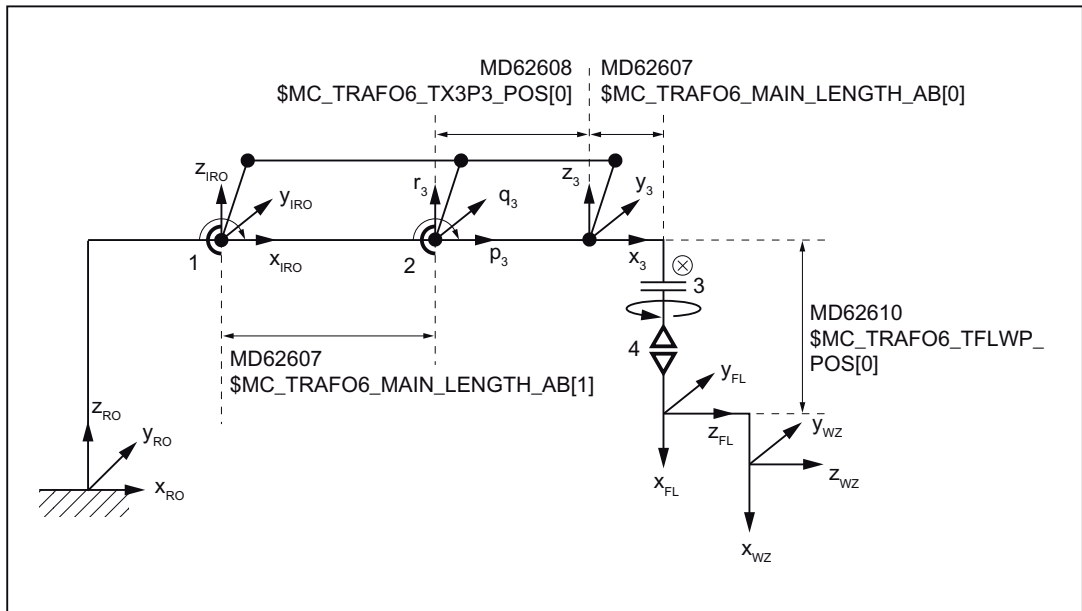 MD62608
$MC_TRAFO6_TX3P3_POS[0]
MD62607
$MC_TRAFO6_MAIN_LENGTH_AB[0]
z_IRO
y_IRO
x_IRO
1
r_3
q_3
p_3
2
z_3
y_3
x_3
3
4
MD62607
$MC_TRAFO6_MAIN_LENGTH_AB[1]
MD62610
$MC_TRAFO6_TFLWP_
POS[0]
z_RO
y_RO
x_RO
y_FL
z_FL
x_FL
y_WZ
z_WZ
x_WZ